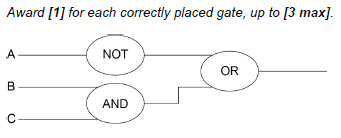 Award [1] for each correctly placed gate, up to [3 max].
A
NOT
OR
B
AND
C